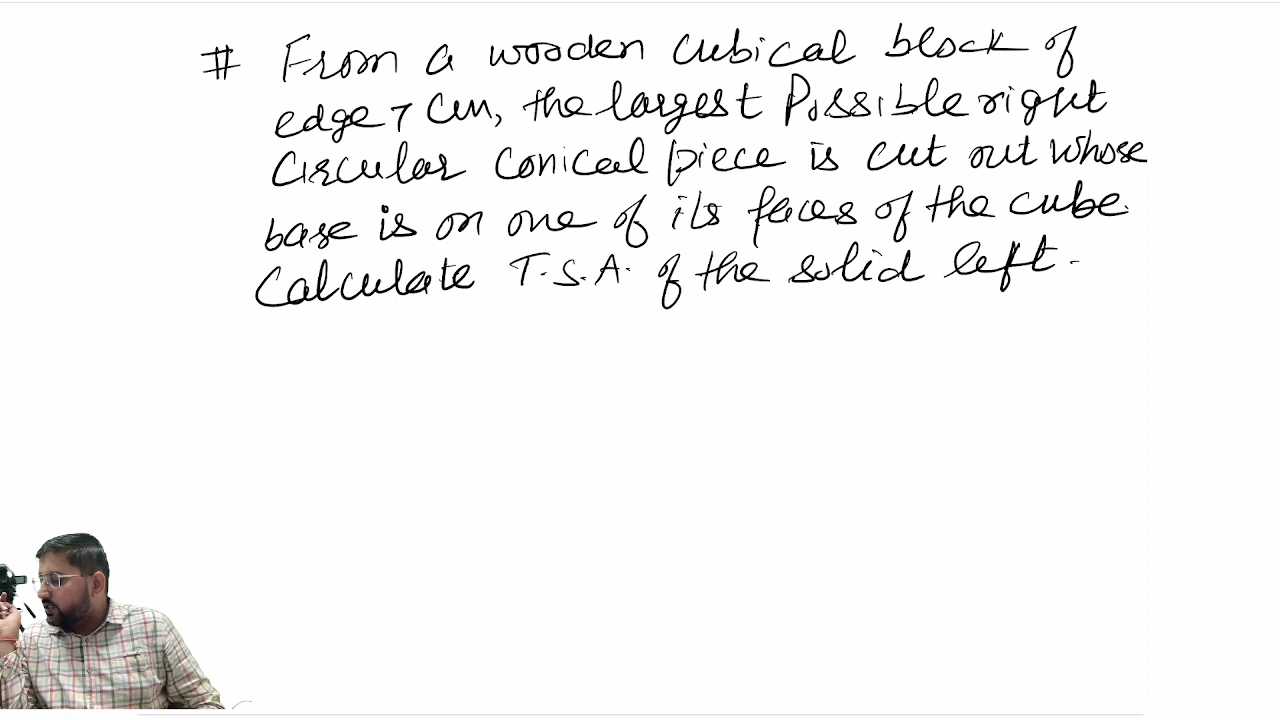 # From a wooden cubical block of
edge 7 cm, the largest Possible right
Circular Conical piece is cut out whose
base is on one of its faces of the cube.
Calculate T.S.A. of the solid left.